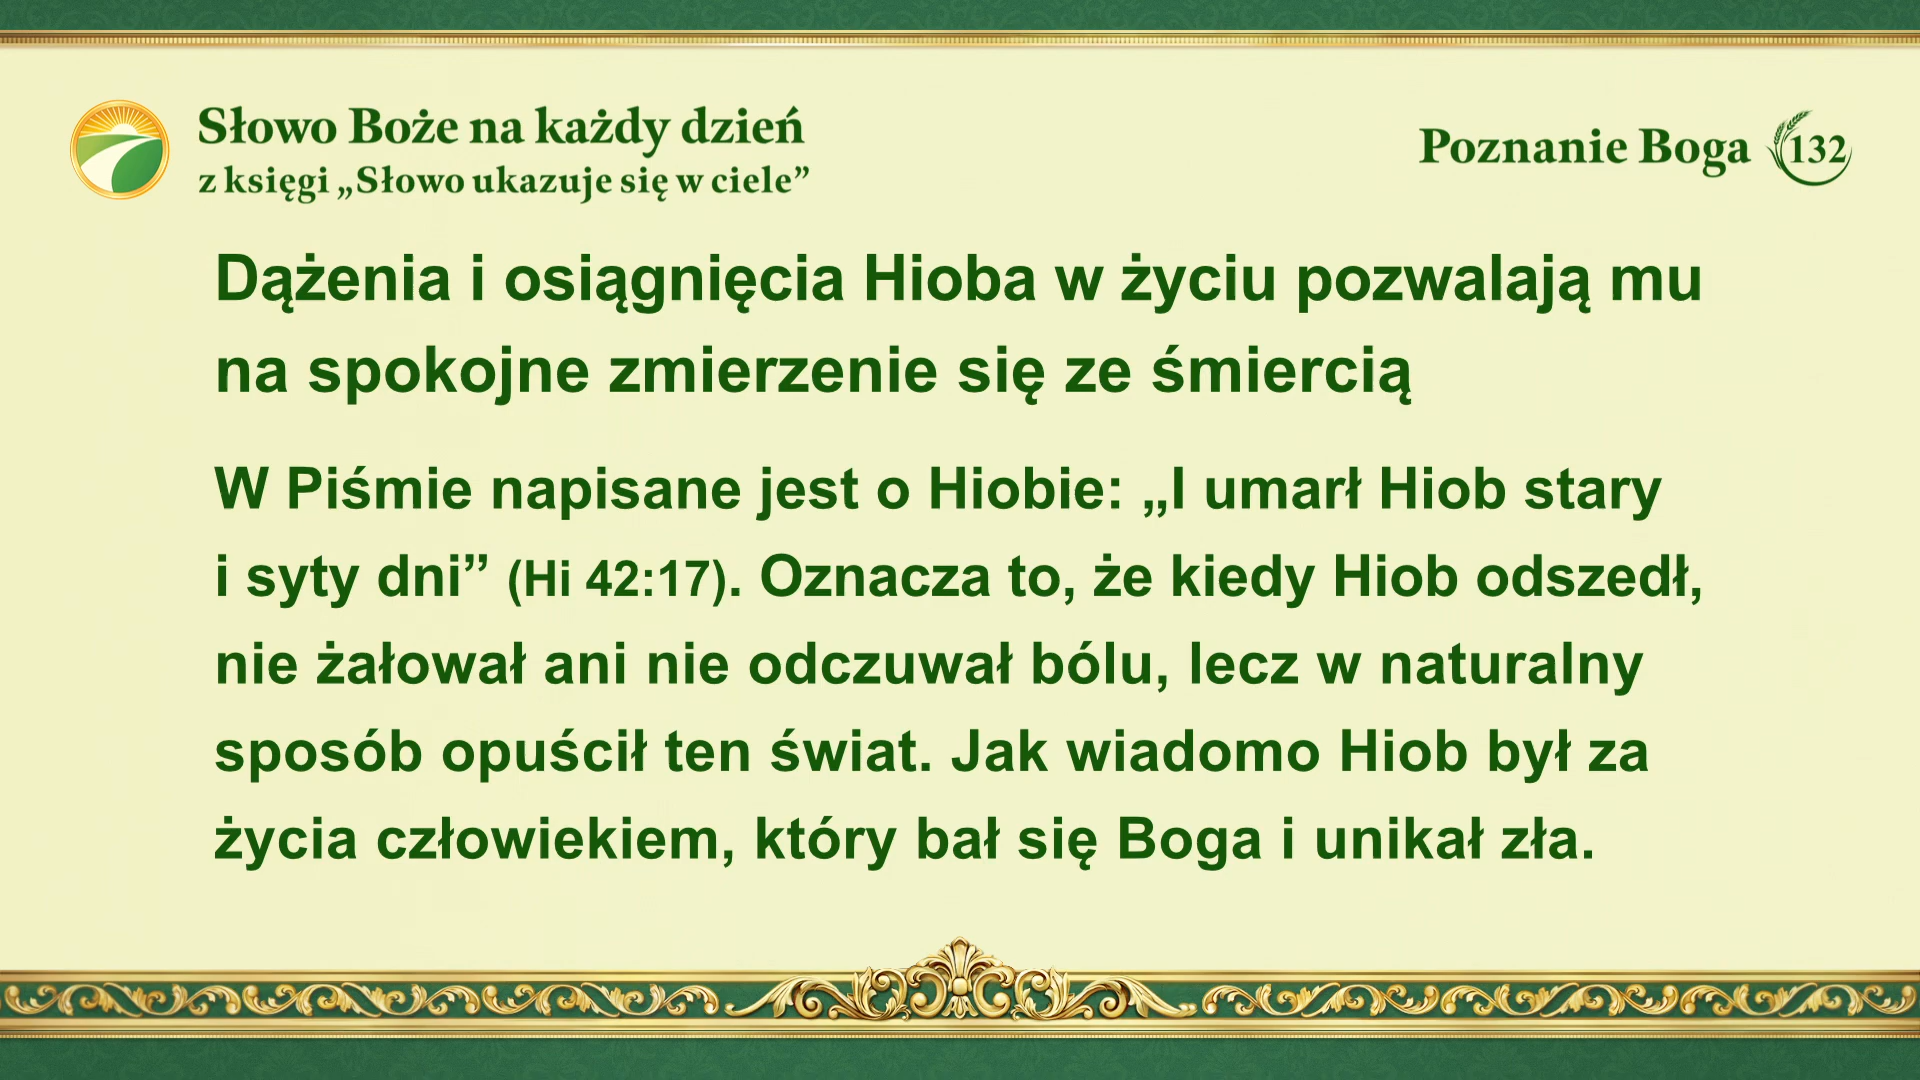 Słowo Boże na każdy dzień
z księgi „Słowo ukazuje się w ciele”
Poznanie Boga 132
Dążenia i osiągnięcia Hioba w życiu pozwalają mu
na spokojne zmierzenie się ze śmiercią
W Piśmie napisane jest o Hiobie: „I umarł Hiob stary
i syty dni” (Hi 42:17). Oznacza to, że kiedy Hiob odszedł,
nie żałował ani nie odczuwał bólu, lecz w naturalny
sposób opuścił ten świat. Jak wiadomo Hiob był za
życia człowiekiem, który bał się Boga i unikał zła.